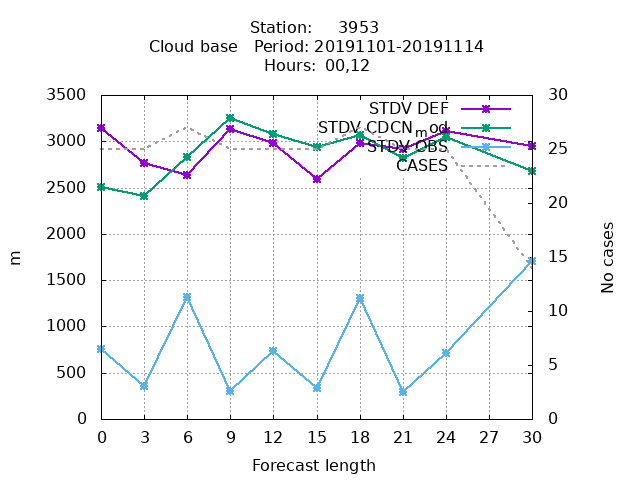 Station: 3953
Cloud base Period: 20191101-20191114
Hours: 00,12
3500
3000
2500
2000
1500
1000
500
0
m
30
25
20
15
10
5
0
No cases
STDV DEF
STDV CDCN_mod
STDV OBS
CASES
0 3 6 9 12 15 18 21 24 27 30
Forecast length